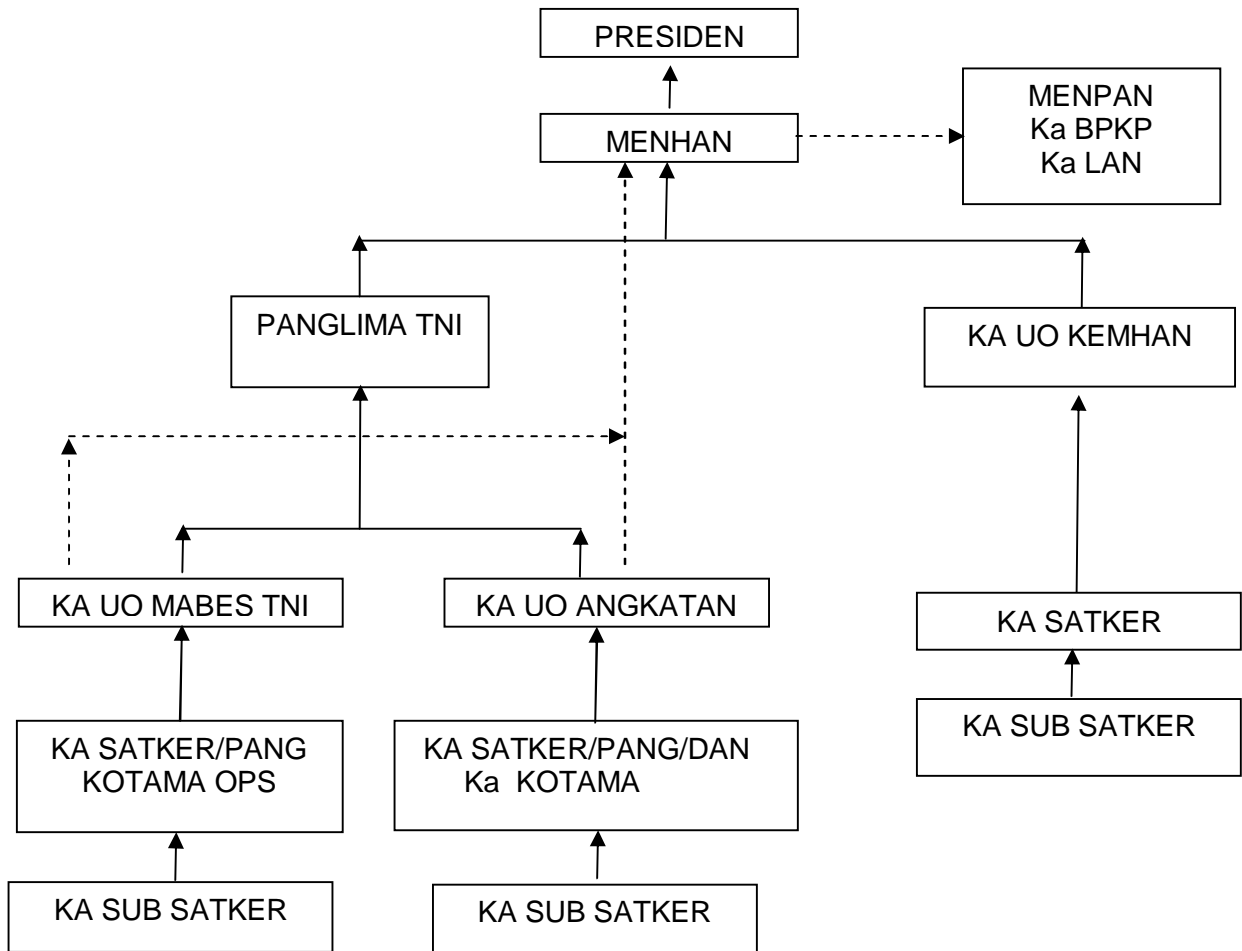 PRESIDEN
MENHAN
MENPAN
Ka BPKP
Ka LAN
PANGLIMA TNI
KA UO KEMHAN
KA UO MABES TNI
KA UO ANGKATAN
KA SATKER
KA SATKER/PANG
KOTAMA OPS
KA SATKER/PANG/DAN
Ka KOTAMA
KA SUB SATKER
KA SUB SATKER
KA SUB SATKER